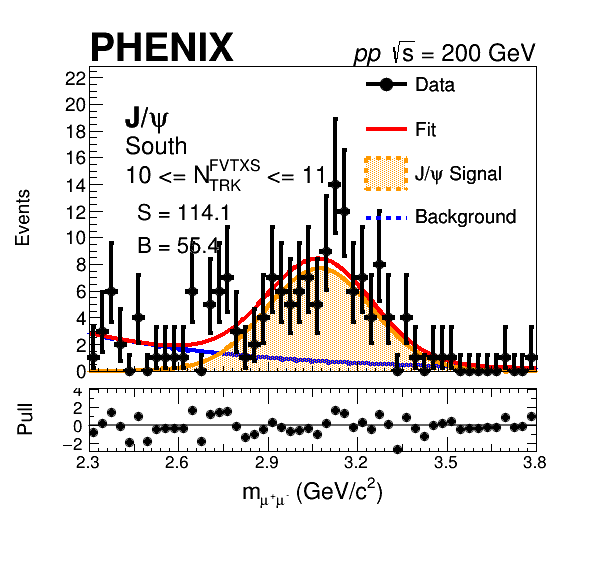 PHENIX pp √s = 200 GeV
22
20
18
16
14
12
10
8
6
4
2
0
Events
J/ψ
South
10 <= N_TRK^FVTXS <= 11
S = 114.1
B = 55.4
Data
Fit
J/ψ Signal
Background
4
2
0
−2
Pull
2.3 2.6 2.9 3.2 3.5 3.8
m_μ⁺μ⁻ (GeV/c²)